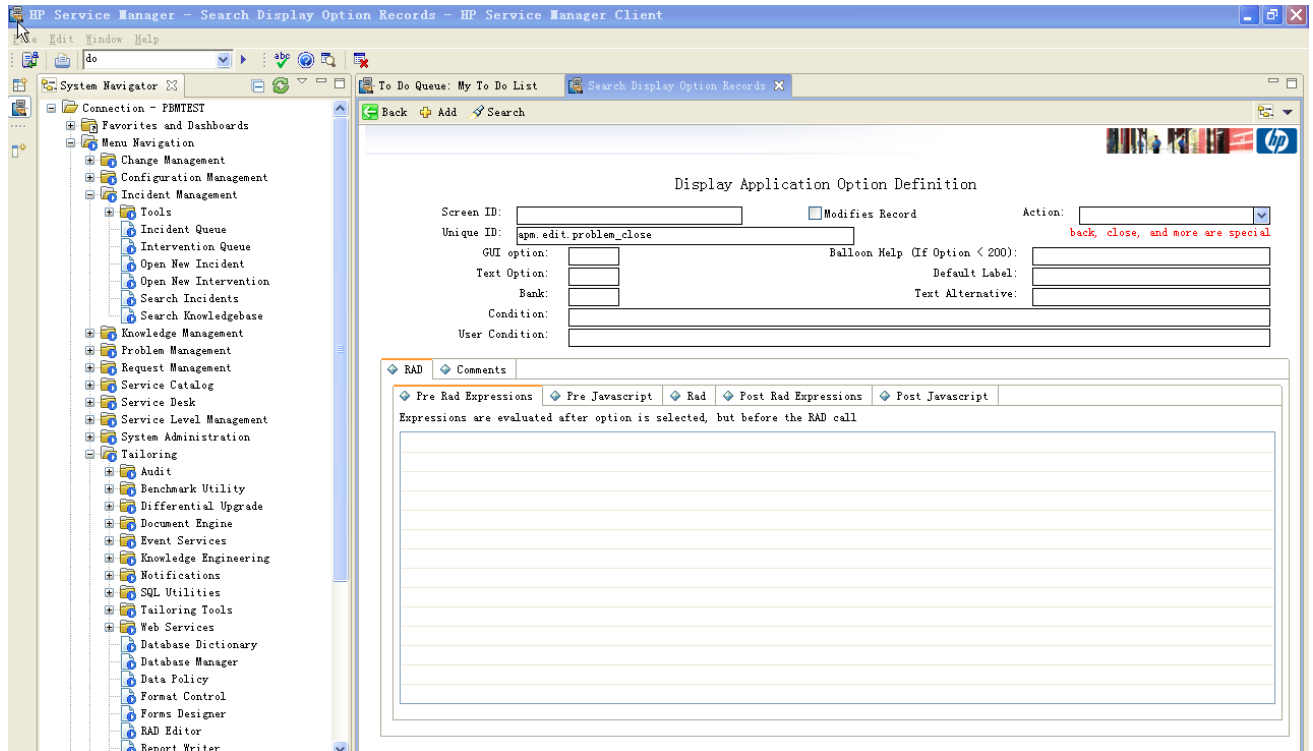 HP Service Manager - Search Display Option Records - HP Service Manager Client
Edit Window Help
do
abc
System Navigator
To Do Queue: My To Do List
Search Display Option Records
Connection - PBMTEST
Favorites and Dashboards
Menu Navigation
Change Management
Configuration Management
Incident Management
Tools
Incident Queue
Intervention Queue
Open New Incident
Open New Intervention
Search Incidents
Search Knowledgebase
Knowledge Management
Problem Management
Request Management
Service Catalog
Service Desk
Service Level Management
System Administration
Tailoring
Audit
Benchmark Utility
Differential Upgrade
Document Engine
Event Services
Knowledge Engineering
Notifications
SQL Utilities
Tailoring Tools
Web Services
Database Dictionary
Database Manager
Data Policy
Format Control
Forms Designer
RAD Editor
Report Writer
Back Add Search
hp
Display Application Option Definition
Screen ID: Modifies Record Action:
Unique ID: apm.edit.problem_close back, close, and more are special
GUI option: Balloon Help (If Option < 200):
Text Option: Default Label:
Bank: Text Alternative:
Condition:
User Condition:
RAD Comments
Pre Rad Expressions Pre Javascript Rad Post Rad Expressions Post Javascript
Expressions are evaluated after option is selected, but before the RAD call